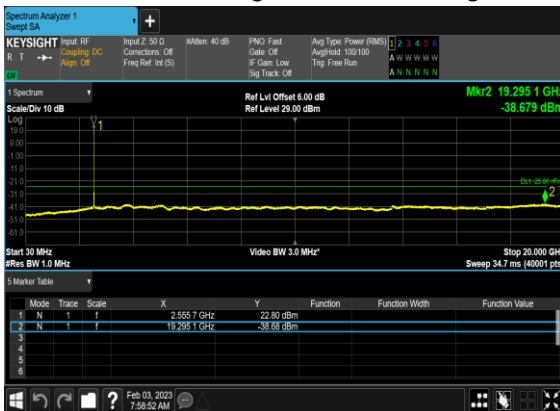 Spectrum Analyzer 1
Swept SA
KEYSIGHT Input: RF Input Z: 50 Ω #Atten: 40 dB PNO: Fast Avg Type: Power (RMS) 1 2 3 4 5 6
R T Coupling: DC Corrections: Off Gate: Off Avg|Hold: 100/100 A W W W W W
Align: Off Freq Ref: Int (S) IF Gain: Low Trig: Free Run
LV Sig Track: Off A N N N N N
1 Spectrum Ref Lvl Offset 6.00 dB Mkr2 19.295 1 GHz
Scale/Div 10 dB Ref Level 29.00 dBm -38.679 dBm
Log
19.0 1
9.00
-1.00
-11.0
-21.0 DL1 -25.00 dBm
-31.0 2
-41.0
-51.0
-61.0
Start 30 MHz Video BW 3.0 MHz* Stop 20.000 GHz
#Res BW 1.0 MHz Sweep 34.7 ms (40001 pts)
5 Marker Table
Mode Trace Scale X Y Function Function Width Function Value
1 N 1 f 2.555 7 GHz 22.80 dBm
2 N 1 f 19.295 1 GHz -38.68 dBm
3
4
5
6
? Feb 03, 2023
7:58:52 AM